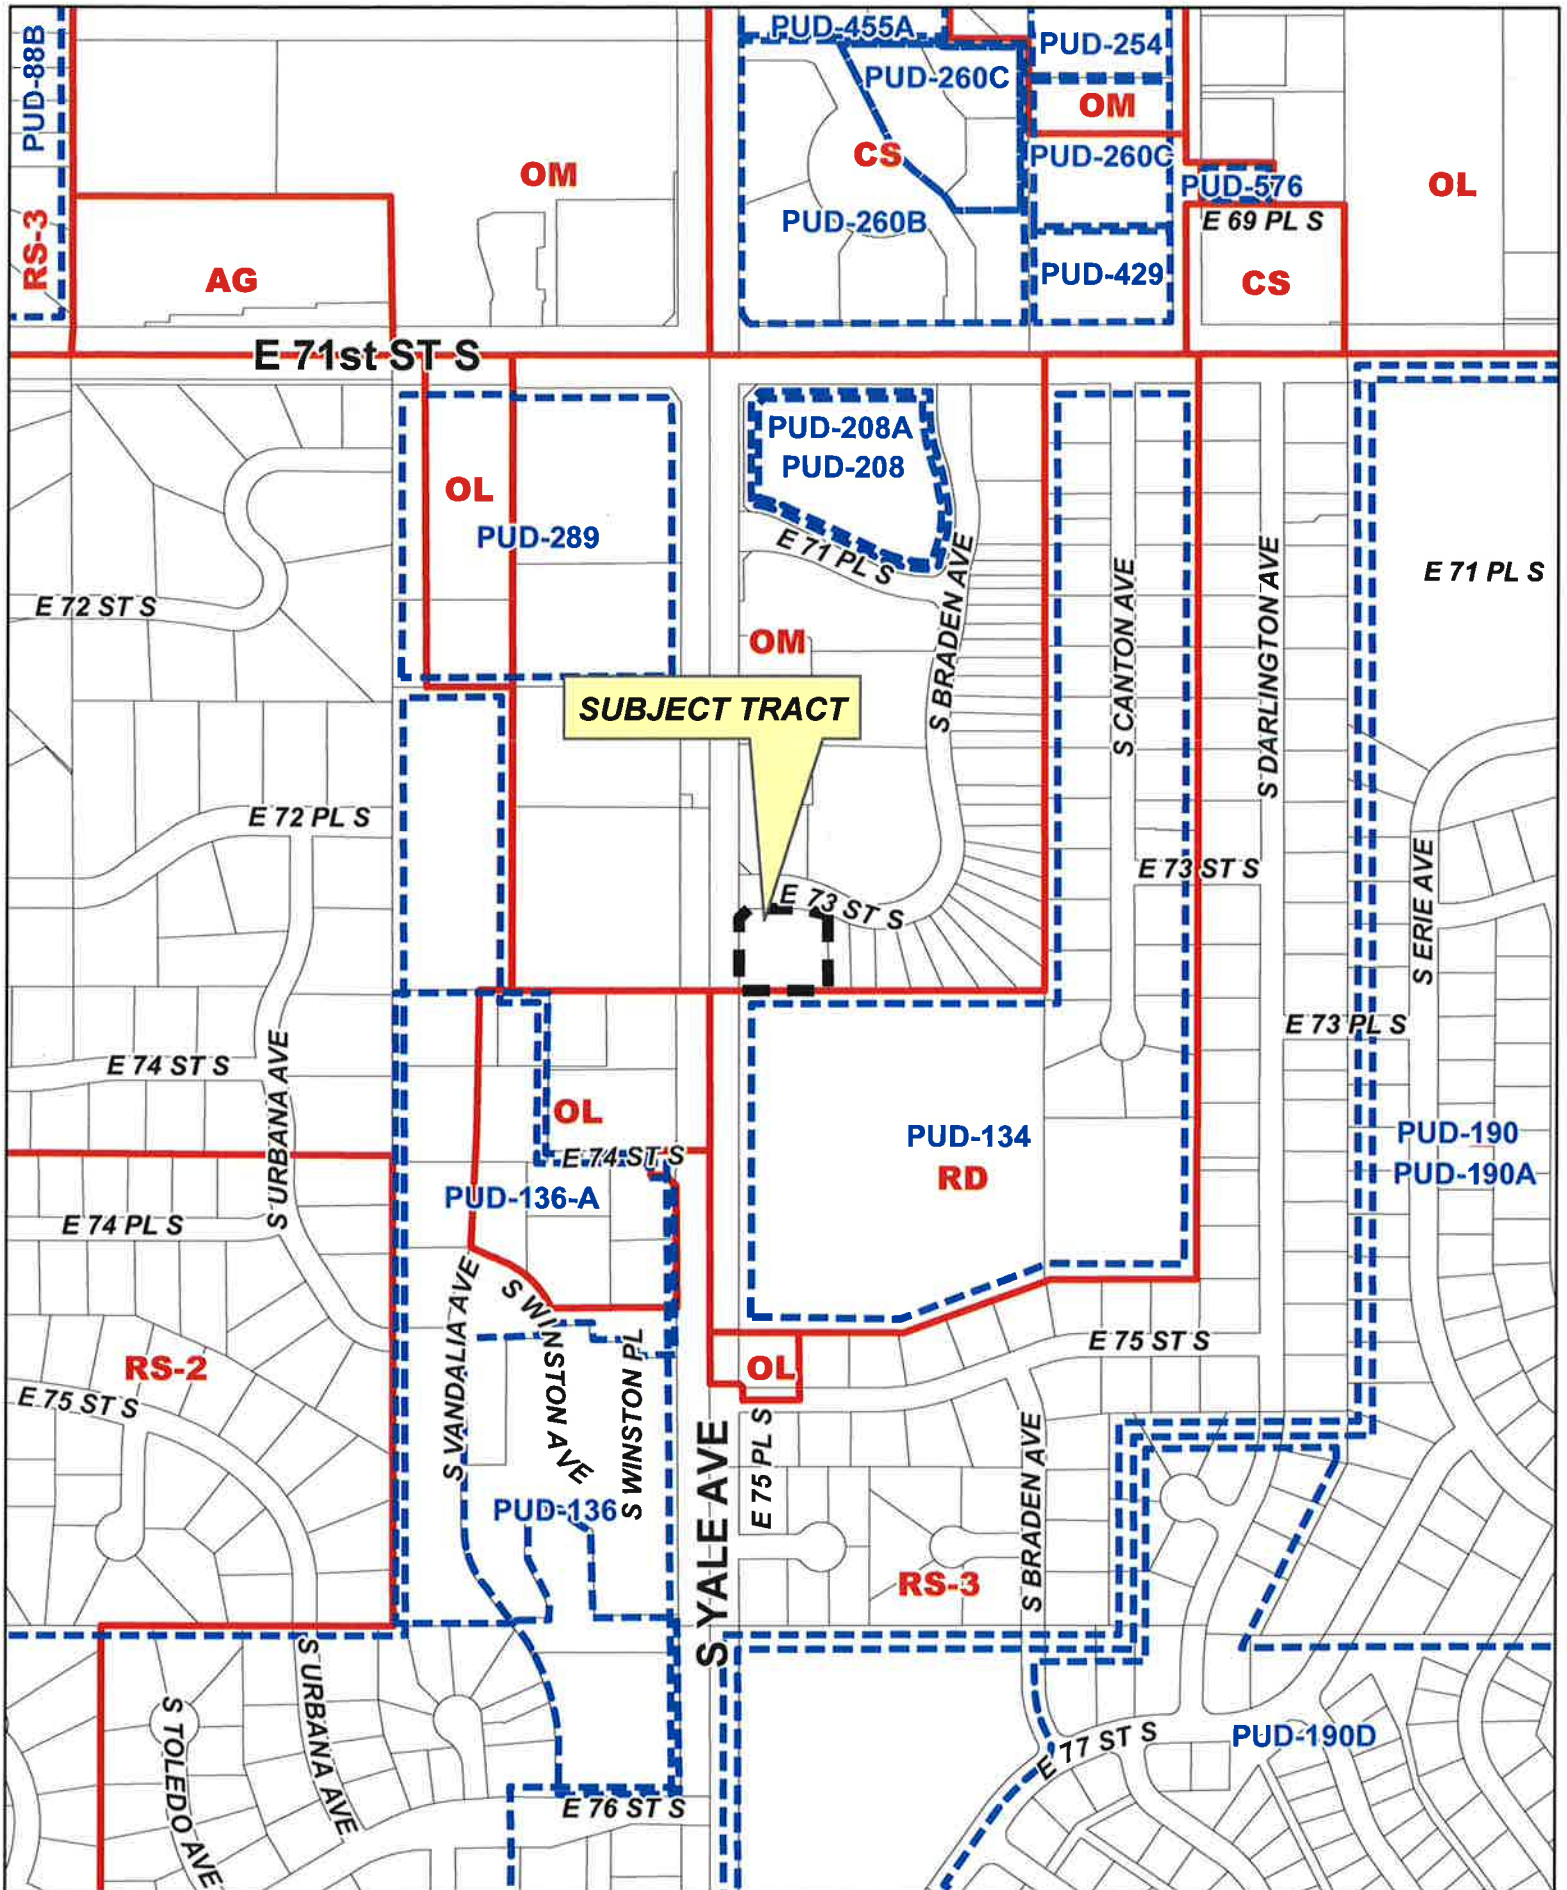 PUD-88B
PUD-455A
PUD-254
PUD-260C
OM
CS
PUD-260C
OM
PUD-576
OL
PUD-260B
E 69 PL S
RS-3
AG
PUD-429
CS
E 71st ST S
PUD-208A
PUD-208
OL
PUD-289
E 71 PL S
E 71 PL S
E 72 ST S
OM
S BRADEN AVE
S CANTON AVE
S DARLINGTON AVE
SUBJECT TRACT
E 72 PL S
E 73 ST S
E 73 ST S
S ERIE AVE
E 73 PL S
E 74 ST S
S URBANA AVE
OL
PUD-134
PUD-190
E 74 ST S
RD
PUD-190A
PUD-136-A
E 74 PL S
S VANDALIA AVE
S WINSTON AVE
S WINSTON PL
E 75 ST S
RS-2
OL
E 75 ST S
S YALE AVE
E 75 PL S
S BRADEN AVE
PUD-136
RS-3
S TOLEDO AVE
S URBANA AVE
E 77 ST S
PUD-190D
E 76 ST S